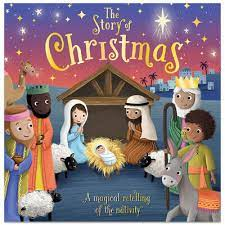 The
Story of
Christmas
A magical retelling
of the nativity